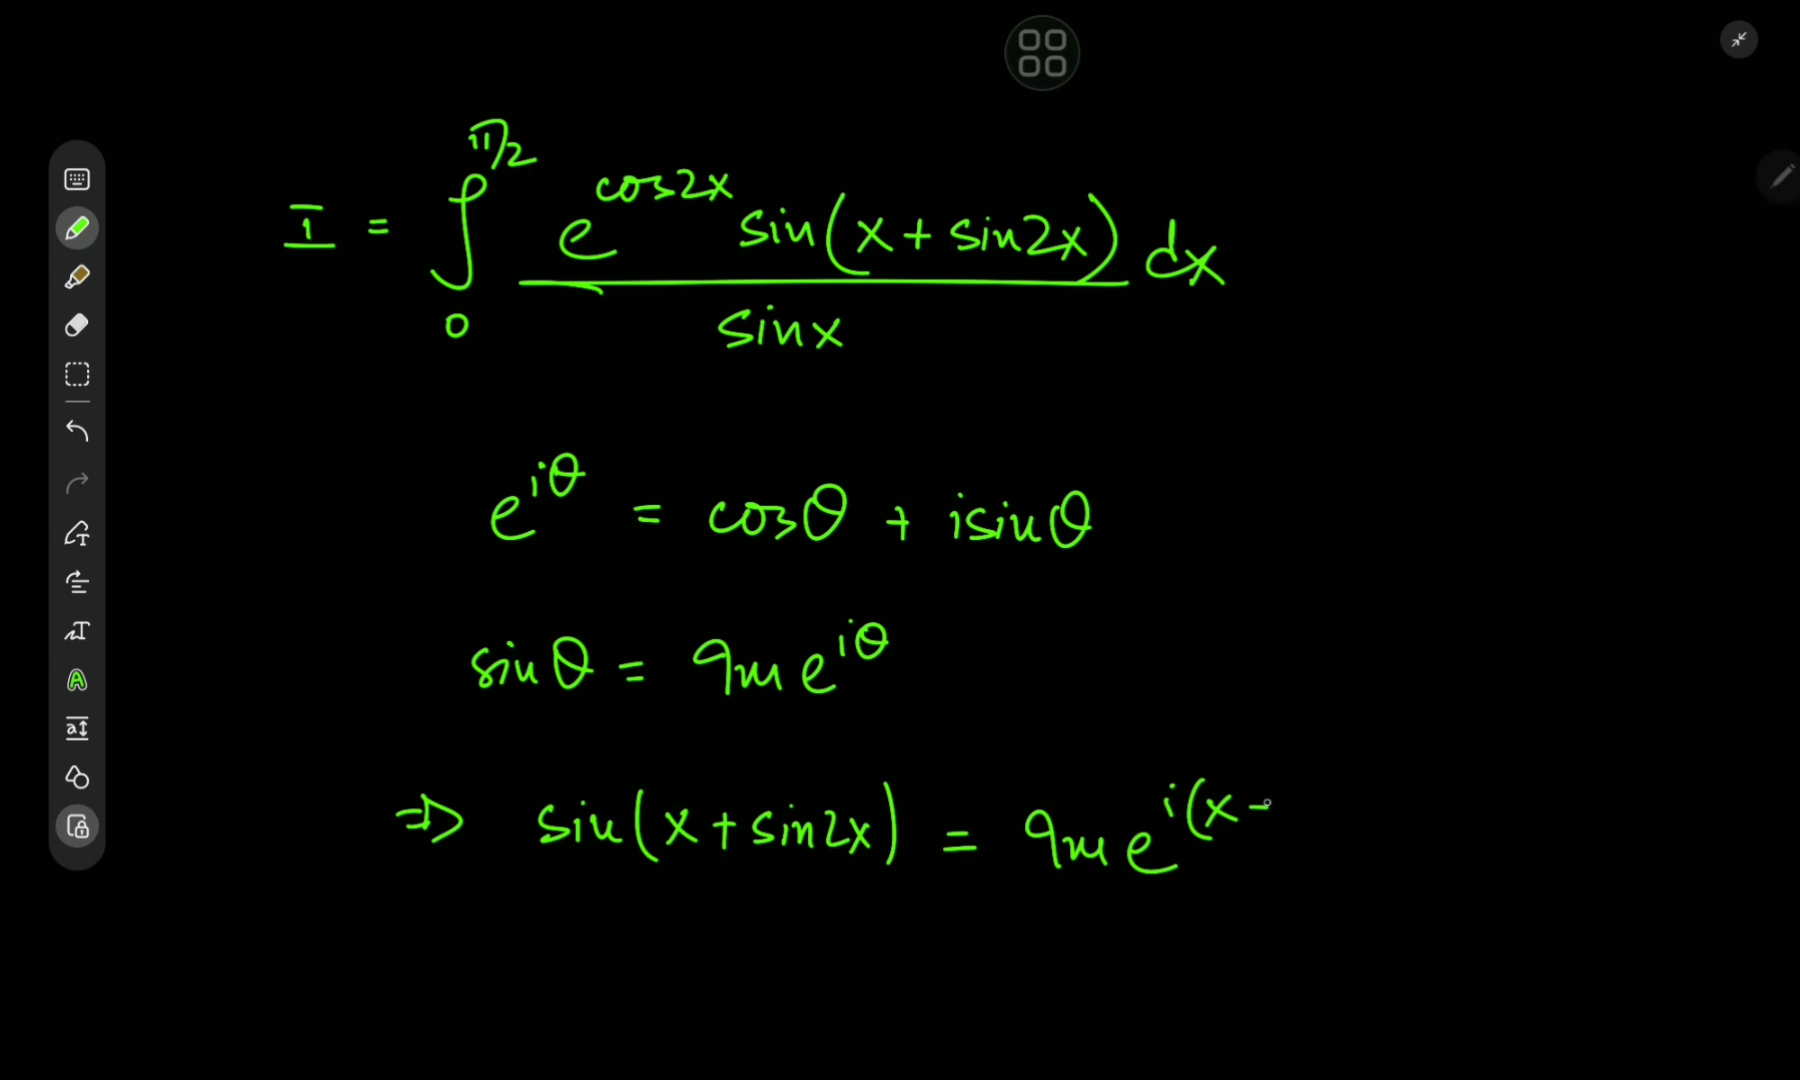 I = ∫₀^{π/2} e^{cos2x} sin(x + sin2x) / sinx dx
e^{iθ} = cosθ + isinθ
sinθ = Im e^{iθ}
⇒ sin(x + sin2x) = Im e^{i(x -